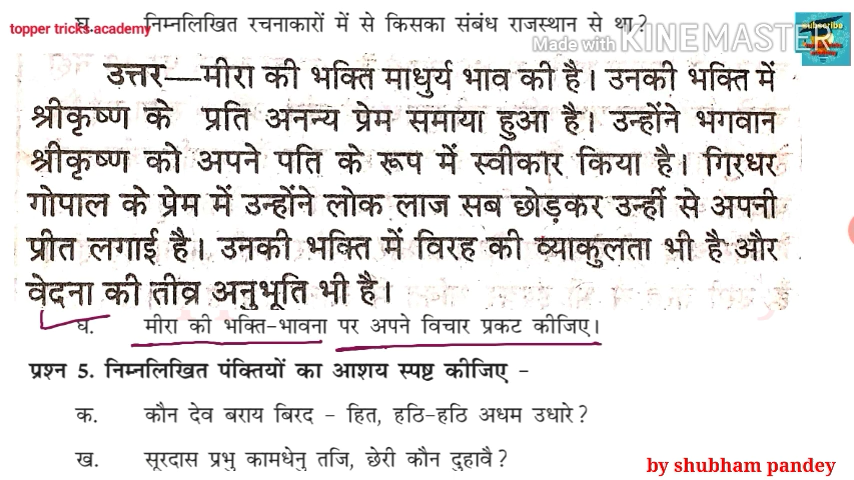 घ. निम्नलिखित रचनाकारों में से किसका संबंध राजस्थान से था?
topper tricks academy
Made with KINEMASTER
subscribe
उत्तर—मीरा की भक्ति माधुर्य भाव की है। उनकी भक्ति में
श्रीकृष्ण के प्रति अनन्य प्रेम समाया हुआ है। उन्होंने भगवान
श्रीकृष्ण को अपने पति के रूप में स्वीकार किया है। गिरधर
गोपाल के प्रेम में उन्होंने लोक लाज सब छोड़कर उन्हीं से अपनी
प्रीत लगाई है। उनकी भक्ति में विरह की व्याकुलता भी है और
वेदना की तीव्र अनुभूति भी है।
घ. मीरा की भक्ति-भावना पर अपने विचार प्रकट कीजिए।
प्रश्न 5. निम्नलिखित पंक्तियों का आशय स्पष्ट कीजिए -
क. कौन देव बराय बिरद - हित, हठि-हठि अधम उधारे?
ख. सूरदास प्रभु कामधेनु तजि, छेरी कौन दुहावै?
by shubham pandey